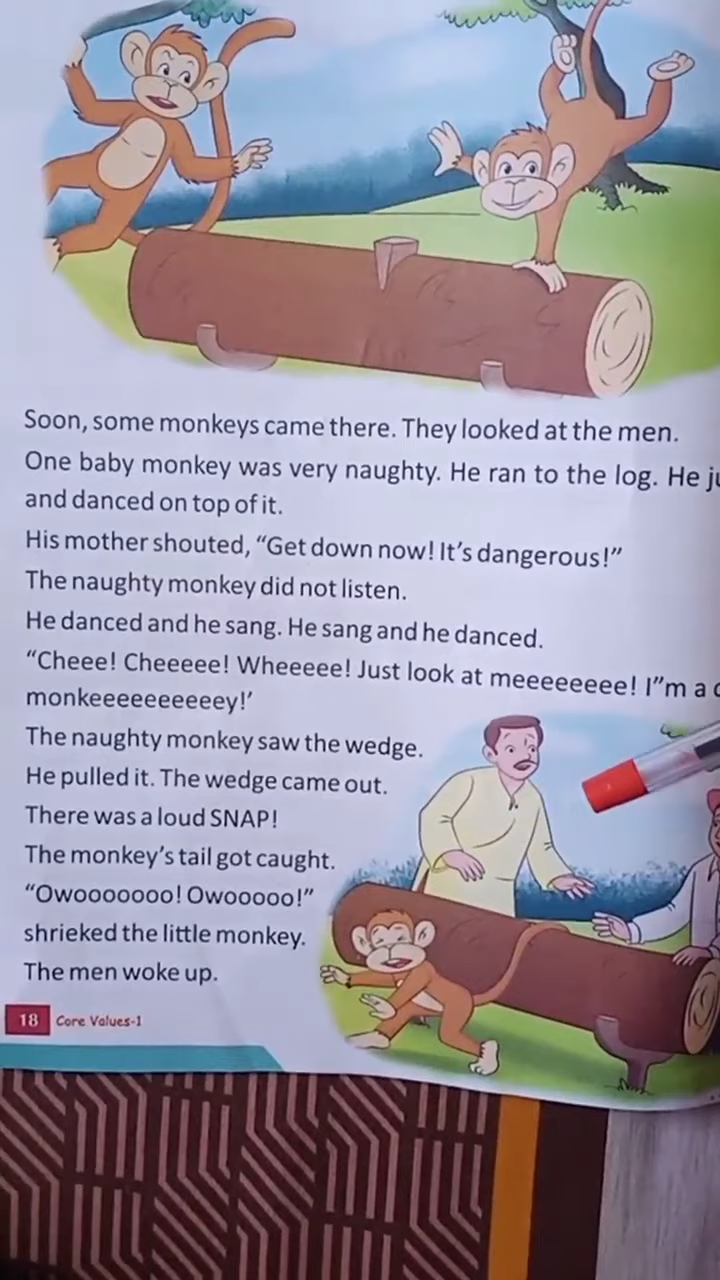 Soon, some monkeys came there. They looked at the men.
One baby monkey was very naughty. He ran to the log. He
and danced on top of it.
His mother shouted, “Get down now! It’s dangerous!”
The naughty monkey did not listen.
He danced and he sang. He sang and he danced.
“Cheee! Cheeeee! Wheeeee! Just look at meeeeeeee! I”m a
monkeeeeeeeeeey!’
The naughty monkey saw the wedge.
He pulled it. The wedge came out.
There was a loud SNAP!
The monkey’s tail got caught.
“Owooooooo! Owooooo!”
shrieked the little monkey.
The men woke up.
18 Core Values-1